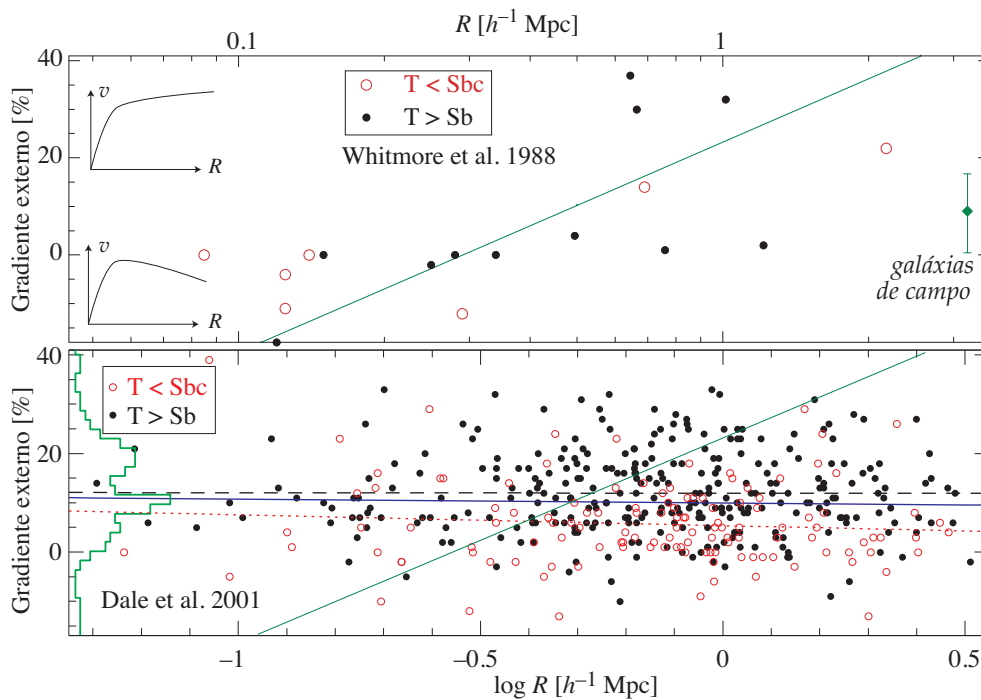 R [h⁻¹ Mpc]
0.1 1
Gradiente externo [%]
40
20
0
v
R
v
R
T < Sbc
T > Sb
Whitmore et al. 1988
galáxias
de campo
Gradiente externo [%]
40
20
0
T < Sbc
T > Sb
Dale et al. 2001
−1 −0.5 0 0.5
log R [h⁻¹ Mpc]